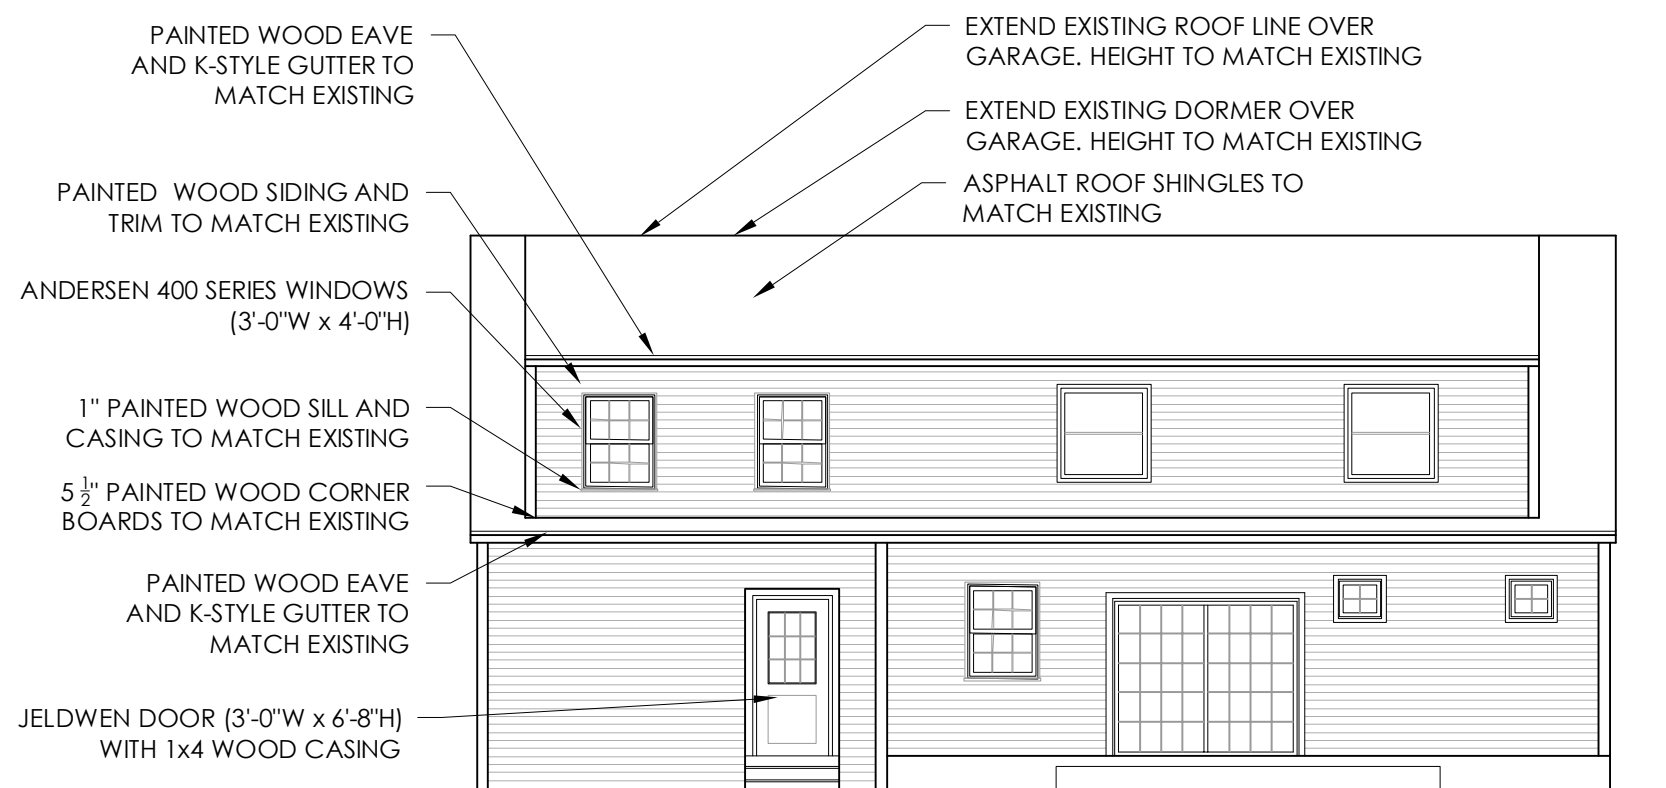 PAINTED WOOD EAVE
AND K-STYLE GUTTER TO
MATCH EXISTING
PAINTED WOOD SIDING AND
TRIM TO MATCH EXISTING
ANDERSEN 400 SERIES WINDOWS
(3'-0"W x 4'-0"H)
1" PAINTED WOOD SILL AND
CASING TO MATCH EXISTING
5 1/2" PAINTED WOOD CORNER
BOARDS TO MATCH EXISTING
PAINTED WOOD EAVE
AND K-STYLE GUTTER TO
MATCH EXISTING
JELDWEN DOOR (3'-0"W x 6'-8"H)
WITH 1x4 WOOD CASING
EXTEND EXISTING ROOF LINE OVER
GARAGE. HEIGHT TO MATCH EXISTING
EXTEND EXISTING DORMER OVER
GARAGE. HEIGHT TO MATCH EXISTING
ASPHALT ROOF SHINGLES TO
MATCH EXISTING